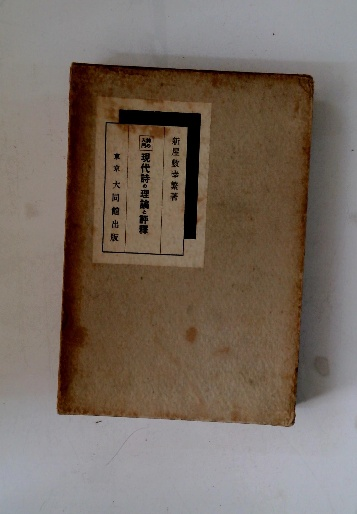 新屋敷幸繁著
現代詩の理論と評釋
東京 大同館出版